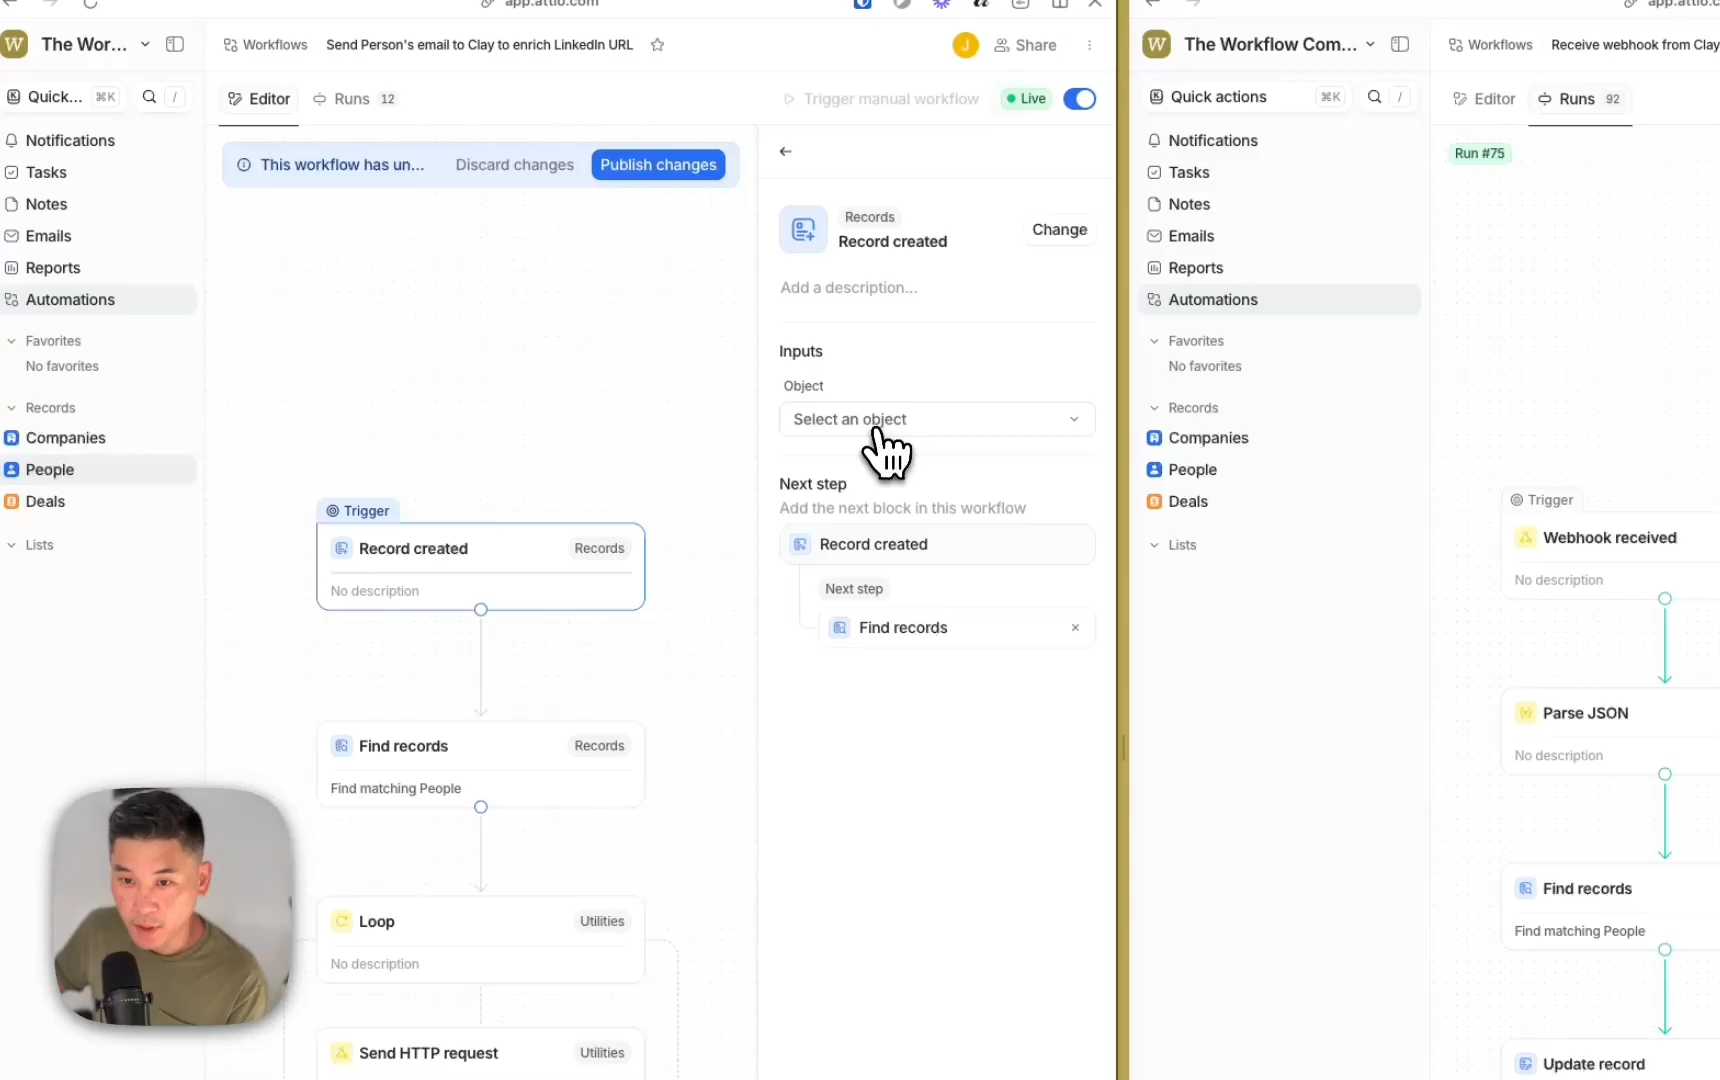 app.attio.com
W The Wor...
Workflows Send Person's email to Clay to enrich LinkedIn URL
J Share
Quick... ⌘K /
Editor Runs 12
Trigger manual workflow Live
Notifications
Tasks
Notes
Emails
Reports
Automations
Favorites
No favorites
Records
Companies
People
Deals
Lists
This workflow has un... Discard changes Publish changes
Trigger
Record created Records
No description
Find records Records
Find matching People
Loop Utilities
No description
Send HTTP request Utilities
Records
Record created
Change
Add a description...
Inputs
Object
Select an object
Next step
Add the next block in this workflow
Record created
Next step
Find records
app.attio.c
W The Workflow Com...
Workflows Receive webhook from Clay
Quick actions ⌘K /
Editor Runs 92
Notifications
Tasks
Notes
Emails
Reports
Automations
Favorites
No favorites
Records
Companies
People
Deals
Lists
Run #75
Trigger
Webhook received
No description
Parse JSON
No description
Find records
Find matching People
Update record